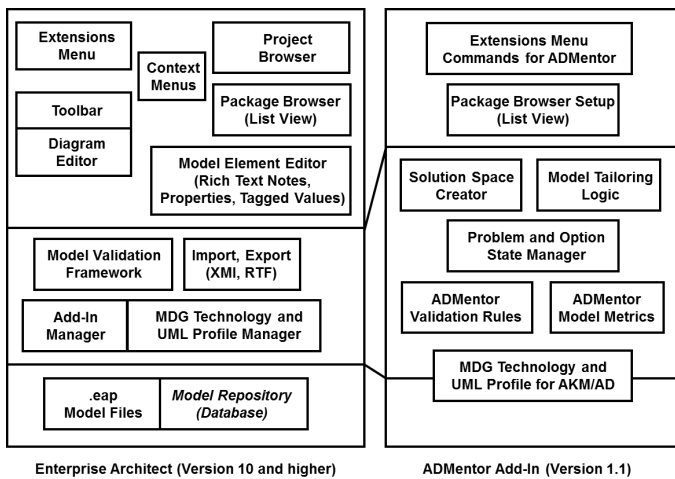 Extensions
Menu
Context
Menus
Project
Browser
Toolbar
Diagram
Editor
Package Browser
(List View)
Model Element Editor
(Rich Text Notes,
Properties, Tagged Values)
Model Validation
Framework
Import, Export
(XMI, RTF)
Add-In
Manager
MDG Technology and
UML Profile Manager
.eap
Model Files
Model Repository
(Database)
Enterprise Architect (Version 10 and higher)
Extensions Menu
Commands for ADMentor
Package Browser Setup
(List View)
Solution Space
Creator
Model Tailoring
Logic
Problem and Option
State Manager
ADMentor
Validation Rules
ADMentor
Model Metrics
MDG Technology and
UML Profile for AKM/AD
ADMentor Add-In (Version 1.1)